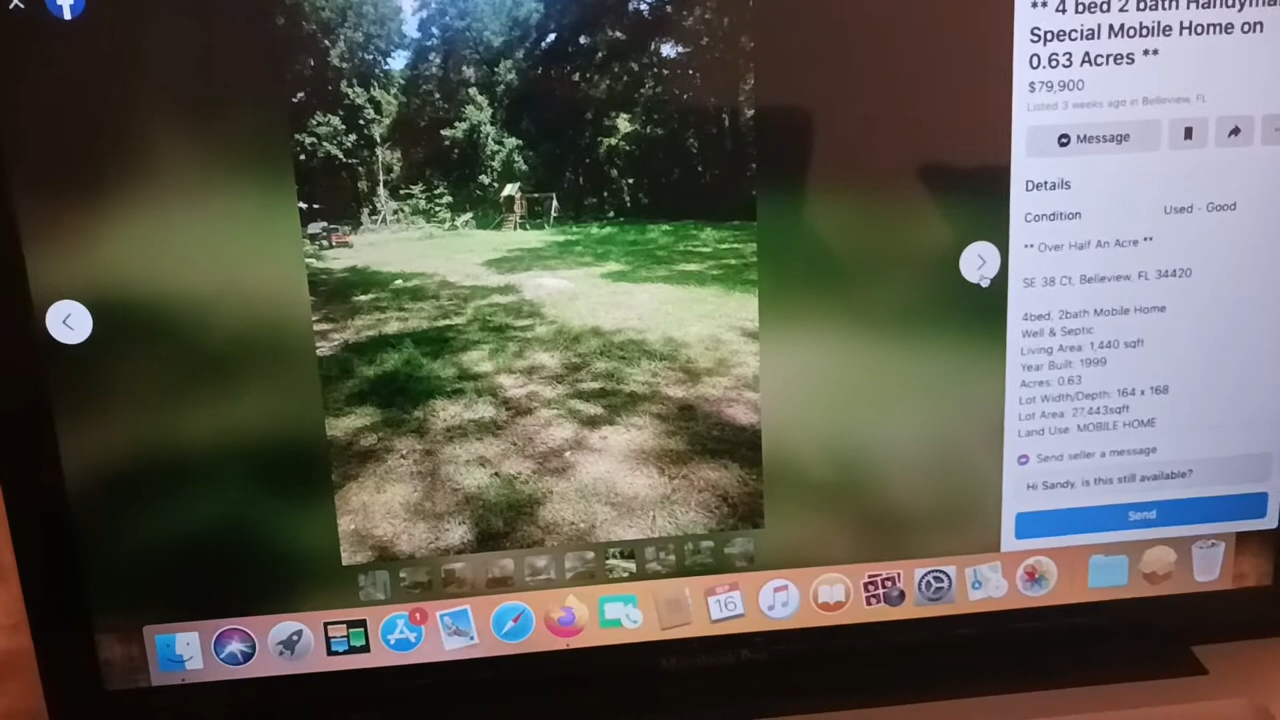 ** 4 bed 2 bath
Special Mobile Home on
0.63 Acres **
$79,900
Listed 3 weeks ago in Belleview, FL
Message
Details
Condition
Used - Good
** Over Half An Acre **
SE 38 Ct, Belleview, FL 34420
4bed, 2bath Mobile Home
Well & Septic
Living Area: 1,440 sqft
Year Built: 1999
Acres: 0.63
Lot Width/Depth: 164 x 168
Lot Area: 27,443sqft
Land Use: MOBILE HOME
Send seller a message
Hi Sandy, is this still available?
Send
1
SEP
16